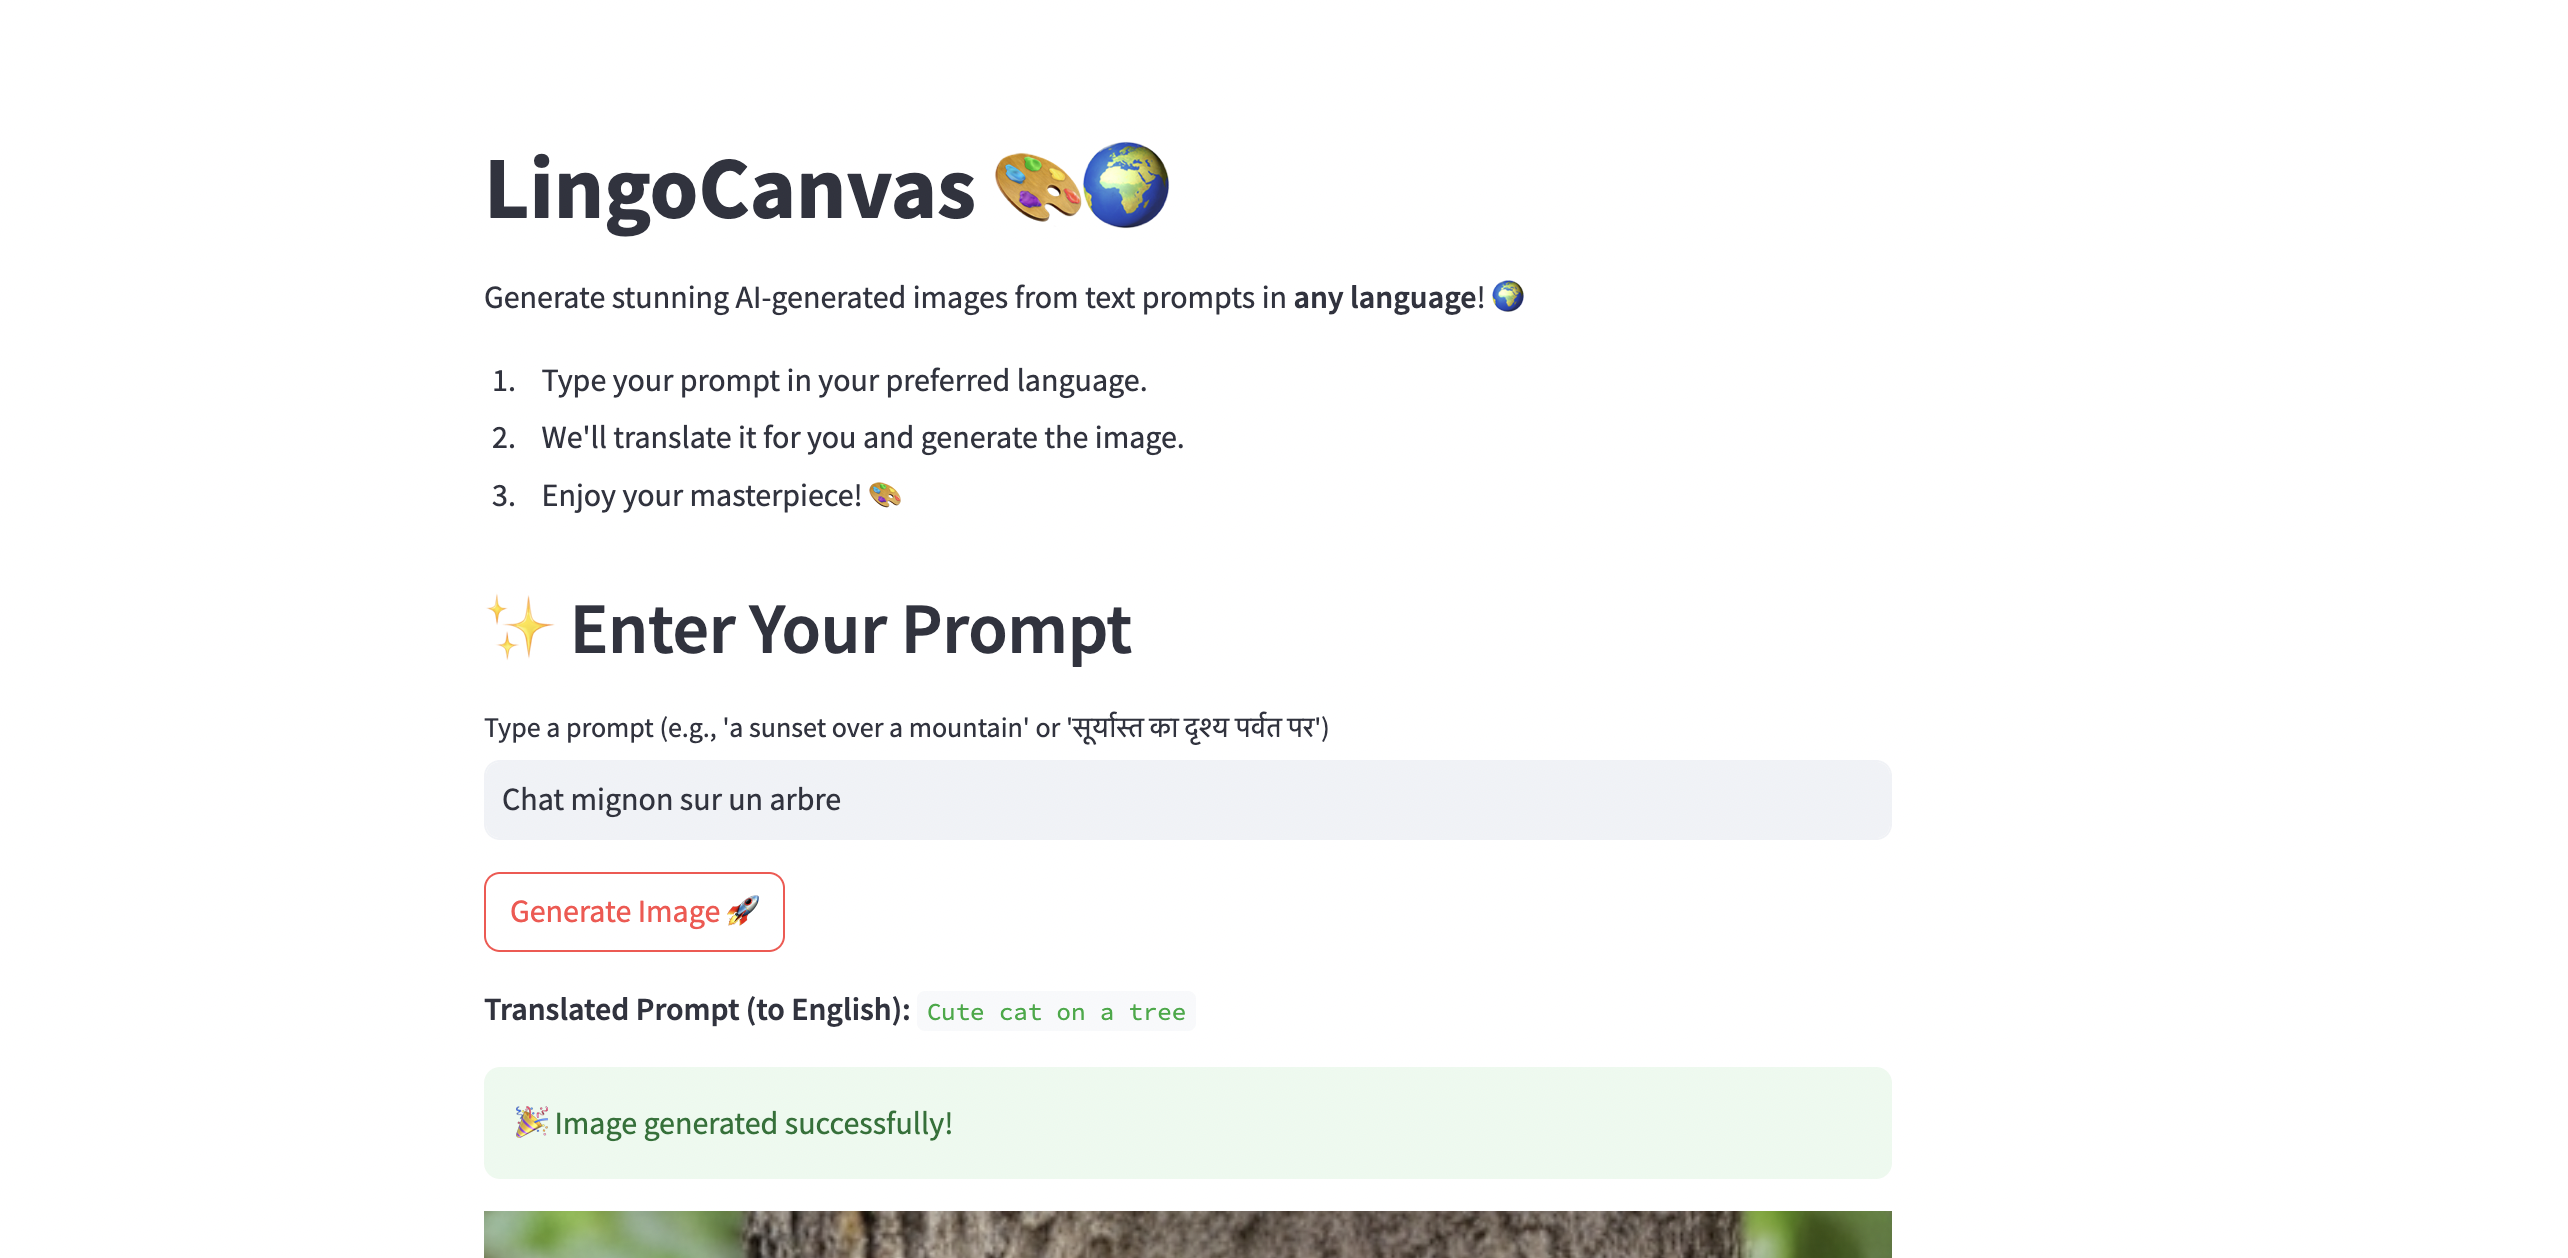 LingoCanvas 🎨🌍
Generate stunning AI-generated images from text prompts in any language! 🌍
1. Type your prompt in your preferred language.
2. We'll translate it for you and generate the image.
3. Enjoy your masterpiece! 🎨
✨ Enter Your Prompt
Type a prompt (e.g., 'a sunset over a mountain' or 'सूर्यास्त का दृश्य पर्वत पर')
Chat mignon sur un arbre
Generate Image 🚀
Translated Prompt (to English): Cute cat on a tree
🎉 Image generated successfully!